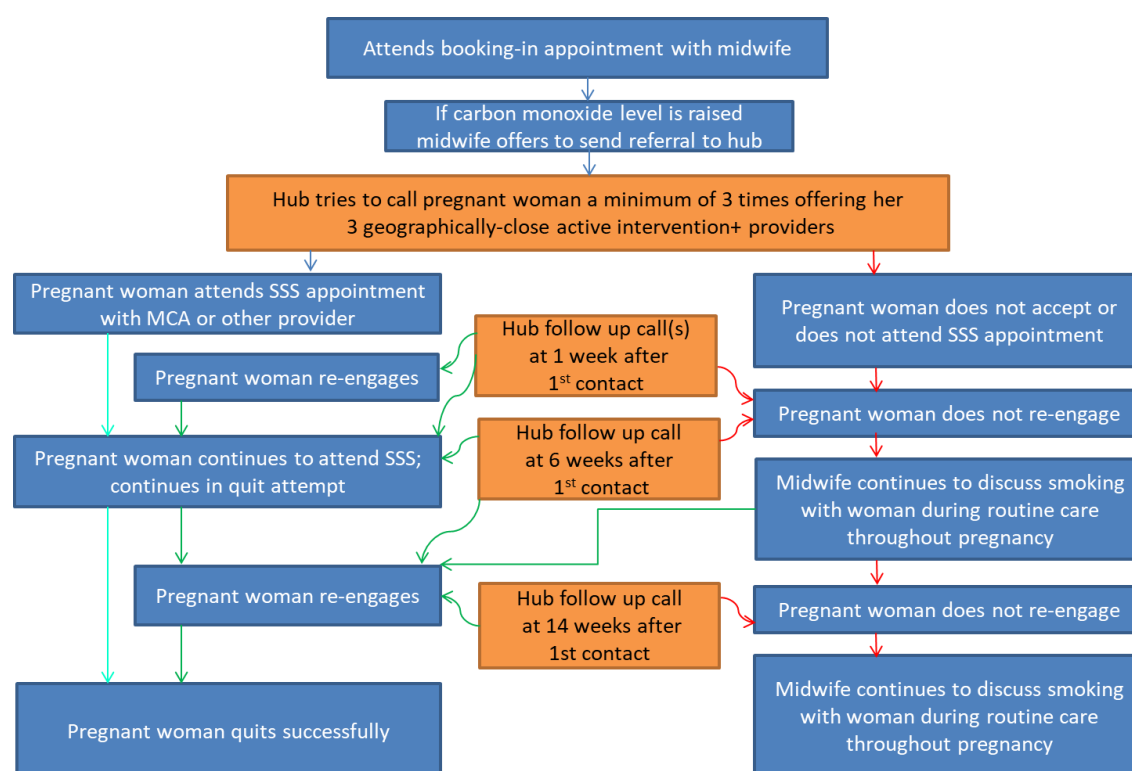 Attends booking-in appointment with midwife
If carbon monoxide level is raised
midwife offers to send referral to hub
Hub tries to call pregnant woman a minimum of 3 times offering her
3 geographically-close active intervention+ providers
Pregnant woman attends SSS appointment
with MCA or other provider
Hub follow up call(s)
at 1 week after
1st contact
Pregnant woman does not accept or
does not attend SSS appointment
Pregnant woman re-engages
Pregnant woman does not re-engage
Pregnant woman continues to attend SSS;
continues in quit attempt
Hub follow up call
at 6 weeks after
1st contact
Midwife continues to discuss smoking
with woman during routine care
throughout pregnancy
Pregnant woman re-engages
Hub follow up call
at 14 weeks after
1st contact
Pregnant woman does not re-engage
Pregnant woman quits successfully
Midwife continues to discuss smoking
with woman during routine care
throughout pregnancy